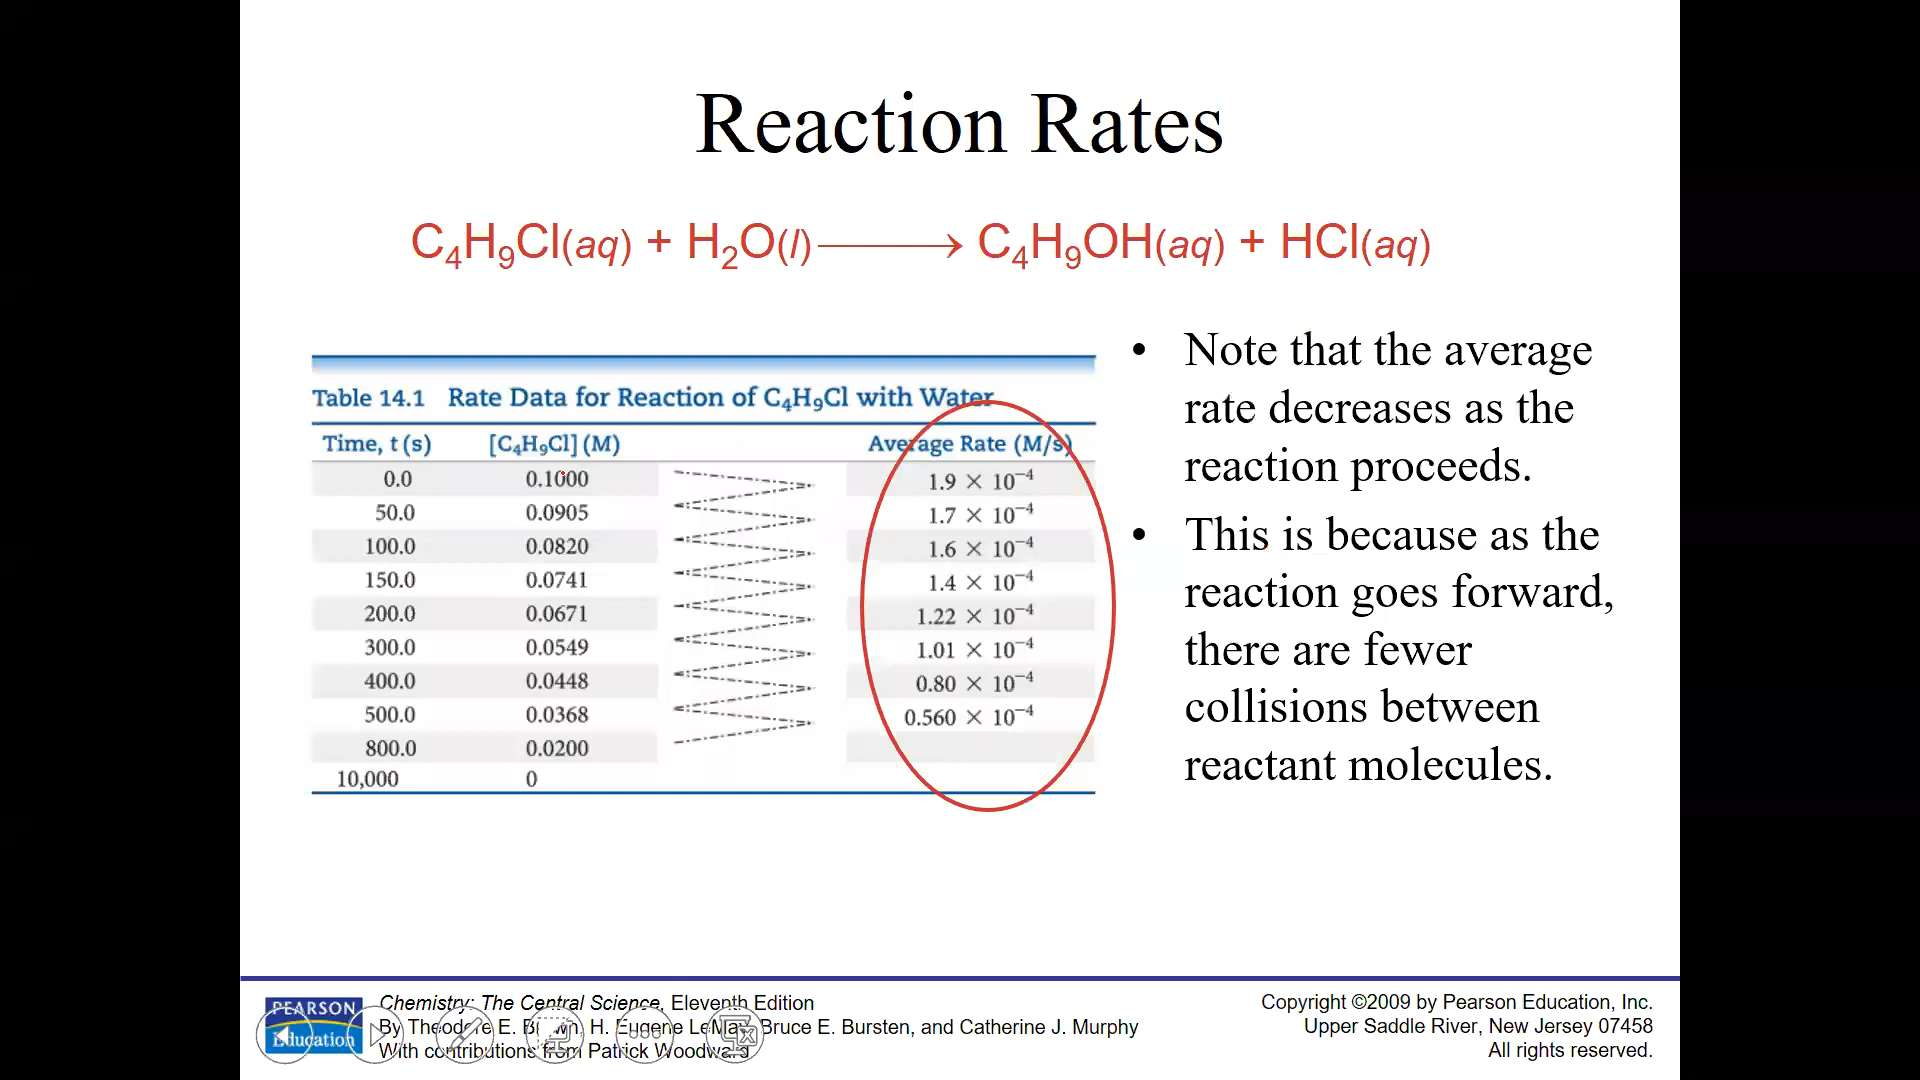 Reaction Rates
C4H9Cl(aq) + H2O(l) ⟶ C4H9OH(aq) + HCl(aq)
Table 14.1 Rate Data for Reaction of C4H9Cl with Water
Time, t (s) [C4H9Cl] (M) Average Rate (M/s)
0.0 0.1000 1.9 × 10−4
50.0 0.0905 1.7 × 10−4
100.0 0.0820 1.6 × 10−4
150.0 0.0741 1.4 × 10−4
200.0 0.0671 1.22 × 10−4
300.0 0.0549 1.01 × 10−4
400.0 0.0448 0.80 × 10−4
500.0 0.0368 0.560 × 10−4
800.0 0.0200
10,000 0
• Note that the average
rate decreases as the
reaction proceeds.
• This is because as the
reaction goes forward,
there are fewer
collisions between
reactant molecules.
PEARSON
Education
Chemistry: The Central Science, Eleventh Edition
By Theodore E. Brown, H. Eugene LeMay, Bruce E. Bursten, and Catherine J. Murphy
With contributions from Patrick Woodward
Copyright ©2009 by Pearson Education, Inc.
Upper Saddle River, New Jersey 07458
All rights reserved.